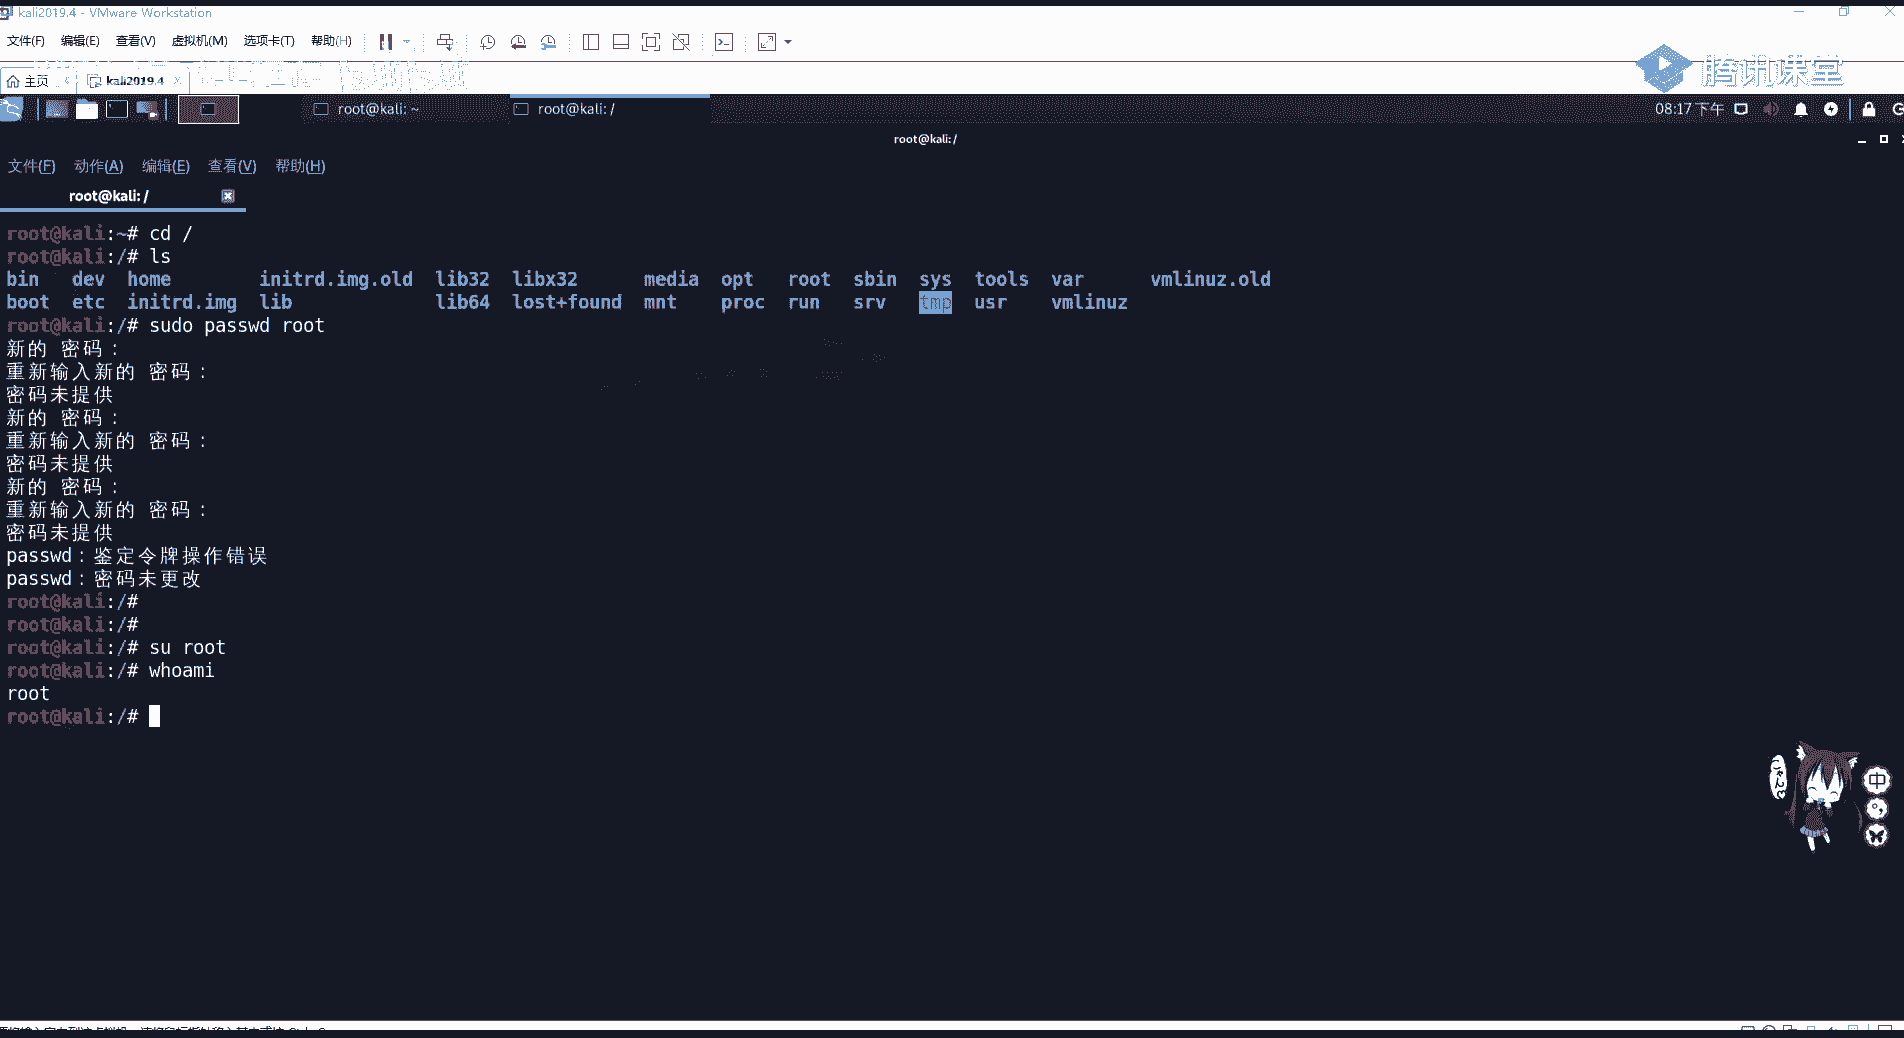 kali2019.4 - VMware Workstation
文件(F) 编辑(E) 查看(V) 虚拟机(M) 选项卡(T) 帮助(H)
主页 kali2019.4
腾讯课堂
root@kali: ~ root@kali: / 08:17 下午
root@kali: /
文件(F) 动作(A) 编辑(E) 查看(V) 帮助(H)
root@kali: /
root@kali:~# cd /
root@kali:/# ls
bin dev home initrd.img.old lib32 libx32 media opt root sbin sys tools var vmlinuz.old
boot etc initrd.img lib lib64 lost+found mnt proc run srv tmp usr vmlinuz
root@kali:/# sudo passwd root
新的 密码：
重新输入新的 密码：
密码未提供
新的 密码：
重新输入新的 密码：
密码未提供
新的 密码：
重新输入新的 密码：
密码未提供
passwd：鉴定令牌操作错误
passwd：密码未更改
root@kali:/#
root@kali:/#
root@kali:/# su root
root@kali:/# whoami
root
root@kali:/#
中